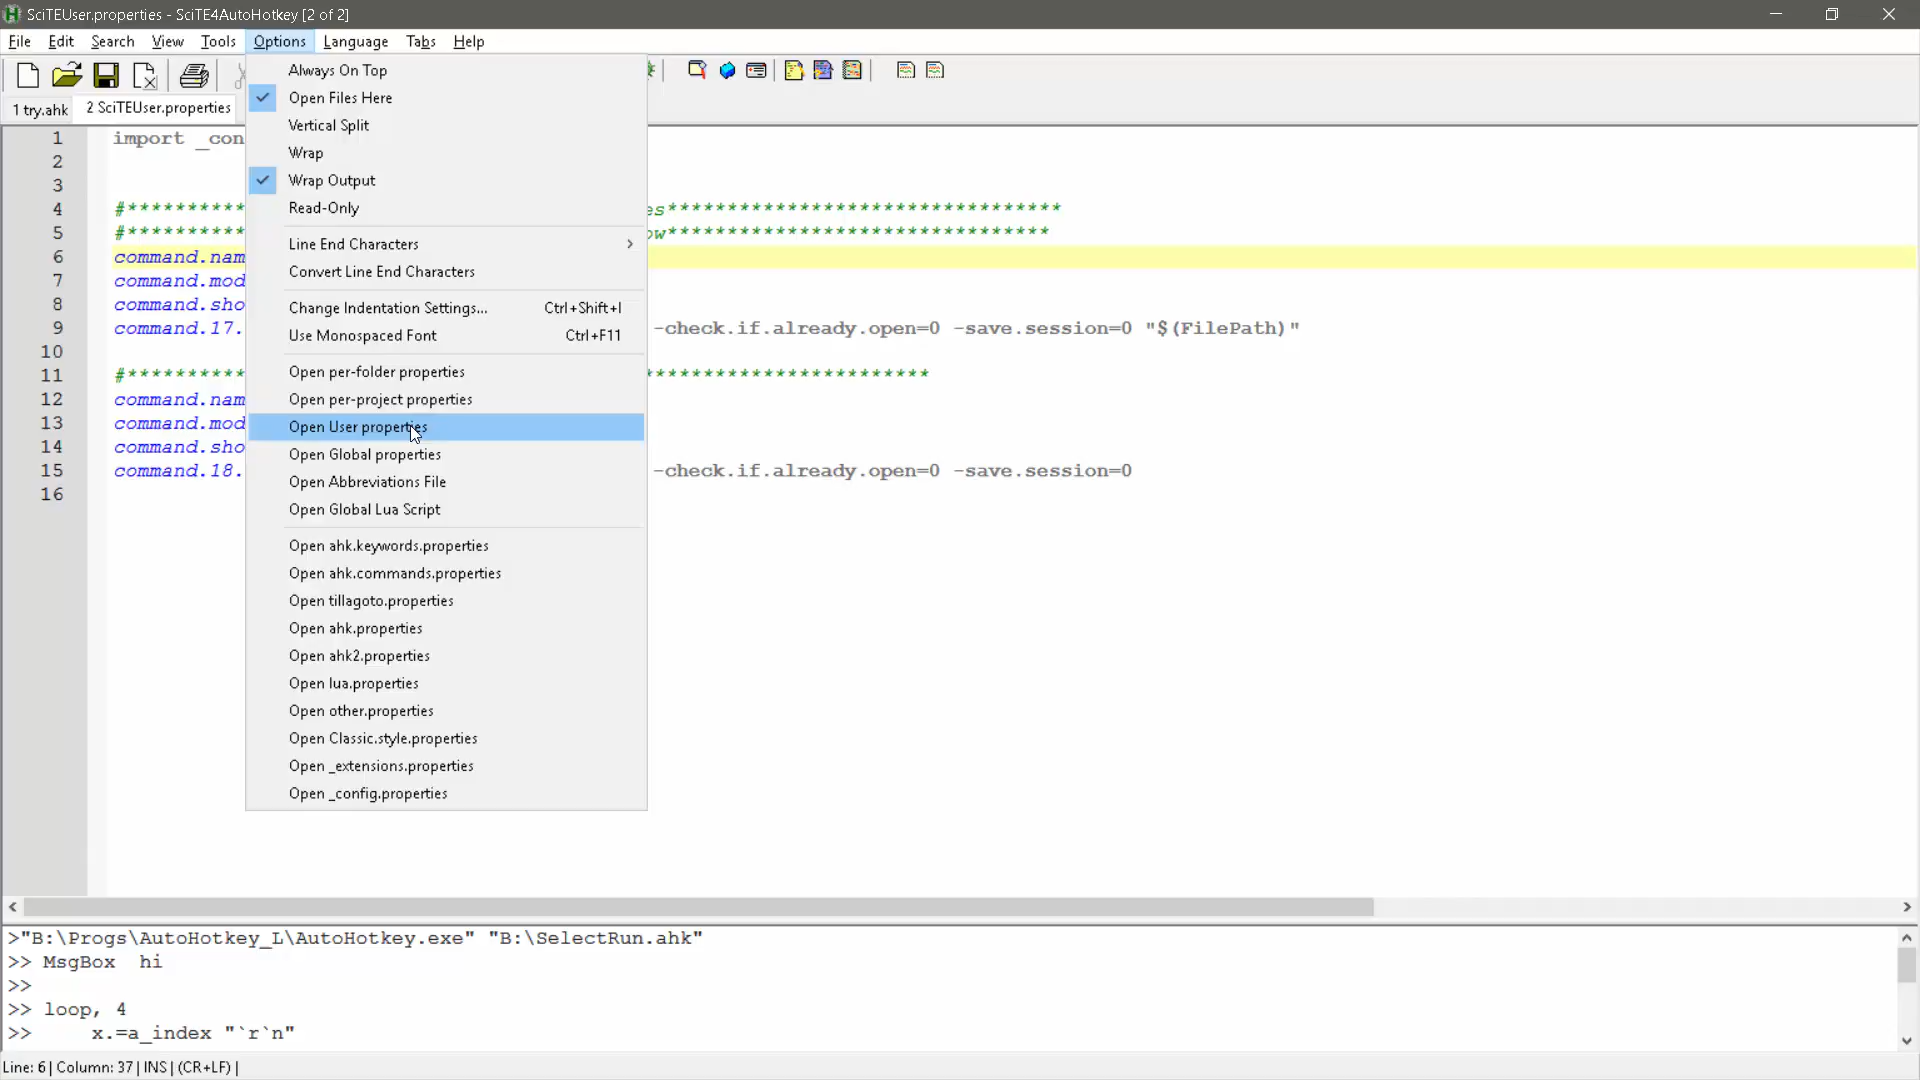 SciTEUser.properties - SciTE4AutoHotkey [2 of 2]
File Edit Search View Tools Options Language Tabs Help
1 try.ahk 2 SciTEUser.properties
Always On Top
Open Files Here
Vertical Split
Wrap
Wrap Output
Read-Only
Line End Characters
Convert Line End Characters
Change Indentation Settings... Ctrl+Shift+I
Use Monospaced Font Ctrl+F11
Open per-folder properties
Open per-project properties
Open User properties
Open Global properties
Open Abbreviations File
Open Global Lua Script
Open ahk.keywords.properties
Open ahk.commands.properties
Open tillagoto.properties
Open ahk.properties
Open ahk2.properties
Open lua.properties
Open other.properties
Open Classic.style.properties
Open _extensions.properties
Open _config.properties
1 import _con
2
3
4 #********** es*********************************
5 #********** ow********************************
6 command.nam
7 command.mod
8 command.sho
9 command.17. -check.if.already.open=0 -save.session=0 "$(FilePath)"
10
11 #********** ************************
12 command.nam
13 command.mod
14 command.sho
15 command.18. -check.if.already.open=0 -save.session=0
16
>"B:\Progs\AutoHotkey_L\AutoHotkey.exe" "B:\SelectRun.ahk"
>> MsgBox hi
>>
>> loop, 4
>> x.=a_index "`r`n"
Line: 6 | Column: 37 | INS | (CR+LF) |